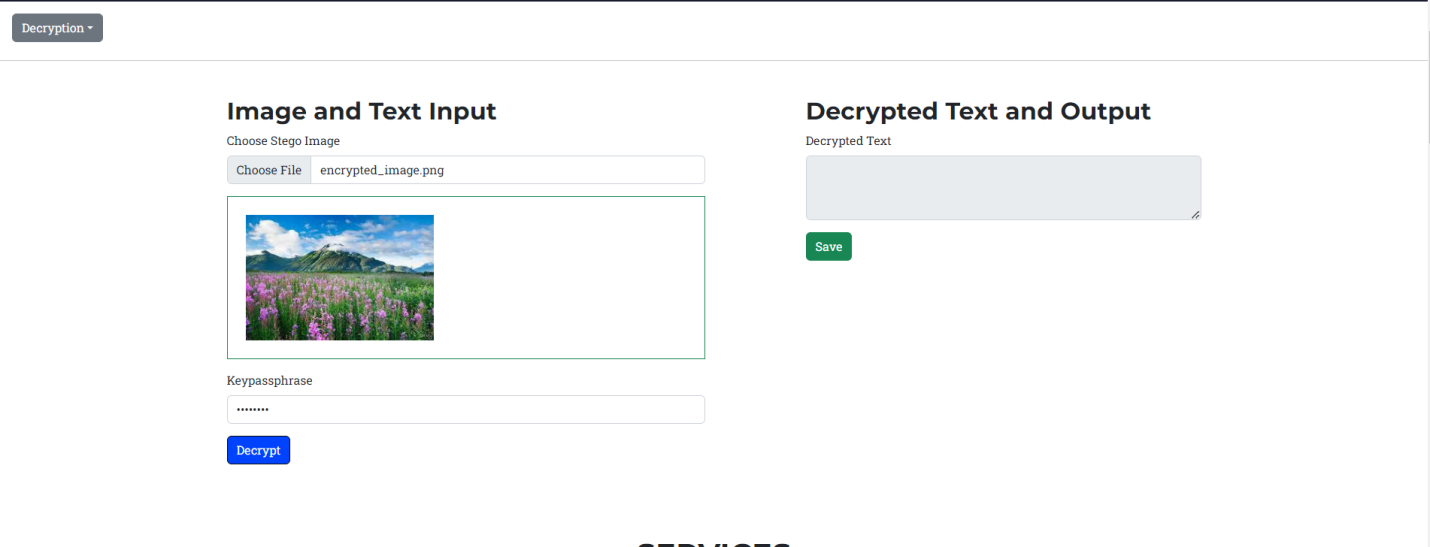 Decryption
Image and Text Input
Choose Stego Image
Choose File encrypted_image.png
Keypassphrase
••••••••
Decrypt
Decrypted Text and Output
Decrypted Text
Save
SERVICES